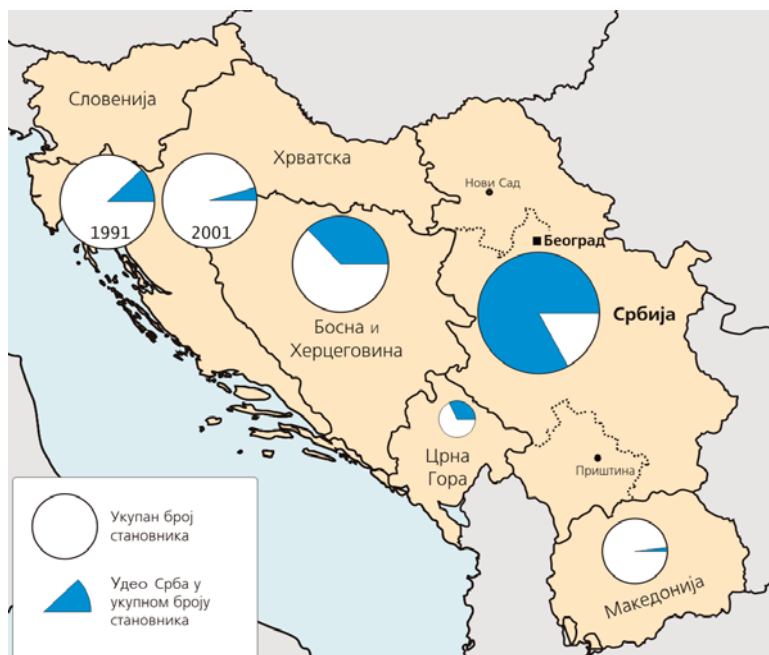 Словенија
Хрватска
Нови Сад
1991
2001
Београд
Србија
Босна и
Херцеговина
Црна
Гора
Приштина
Македонија
Укупан број
становника
Удео Срба у
укупном броју
становника